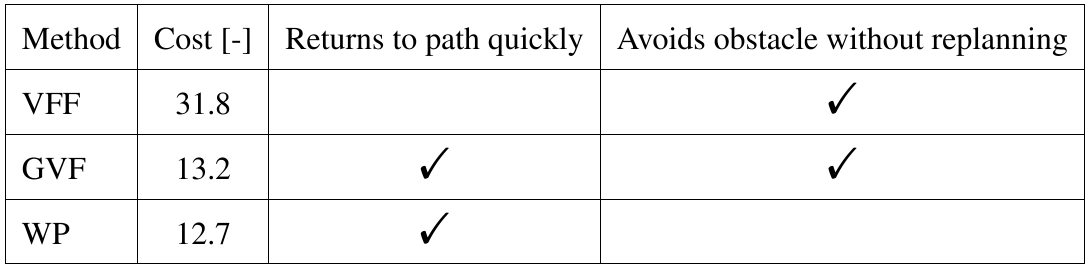 Method Cost [-] Returns to path quickly Avoids obstacle without replanning
VFF 31.8 ✓
GVF 13.2 ✓ ✓
WP 12.7 ✓